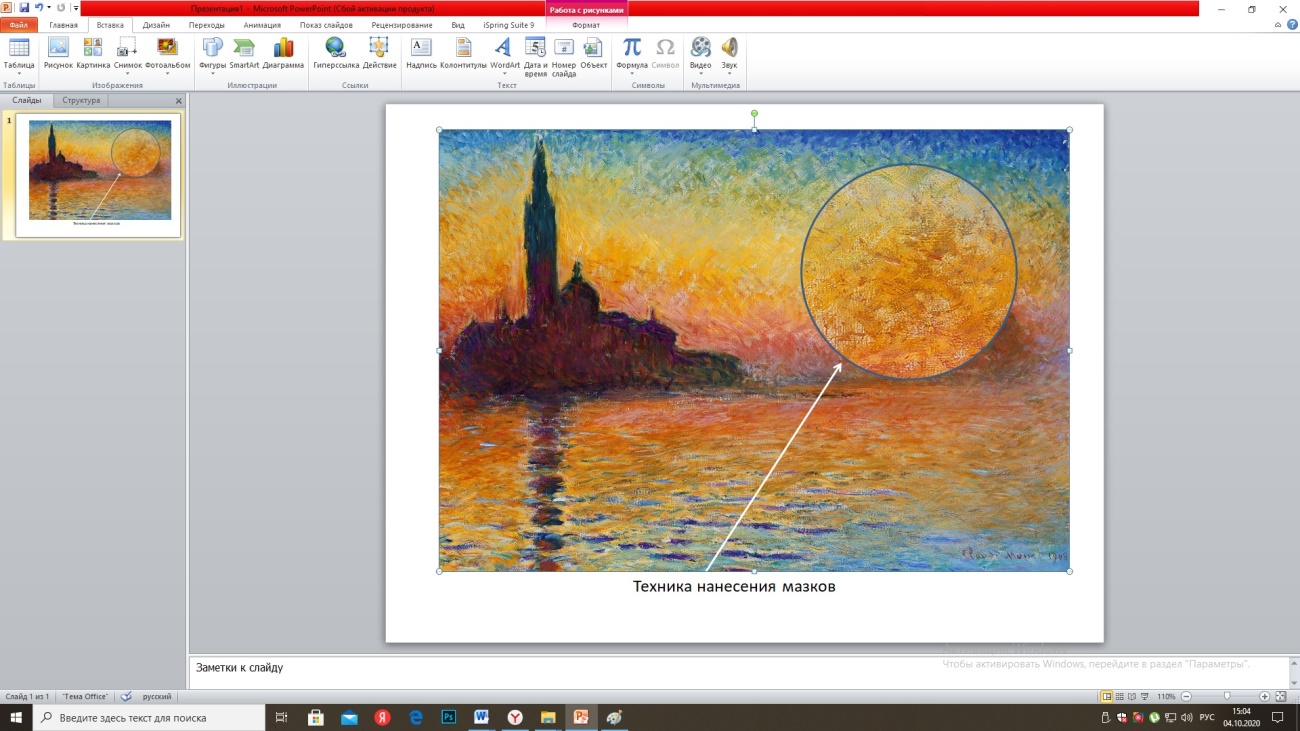 Презентация1 - Microsoft PowerPoint (Сбой активации продукта)
Работа с рисунками
Файл Главная Вставка Дизайн Переходы Анимация Показ слайдов Рецензирование Вид iSpring Suite 9 Формат
Таблица Рисунок Картинка Снимок Фотоальбом Фигуры SmartArt Диаграмма Гиперссылка Действие Надпись Колонтитулы WordArt Дата и время Номер слайда Объект Формула Символ Видео Звук
Таблицы Изображения Иллюстрации Ссылки Текст Символы Мультимедиа
Слайды Структура
1
Техника нанесения мазков
Техника нанесения мазков
Заметки к слайду
Чтобы активировать Windows, перейдите в раздел "Параметры".
Слайд 1 из 1 "Тема Office" русский 110%
Введите здесь текст для поиска
РУС
15:04
04.10.2020